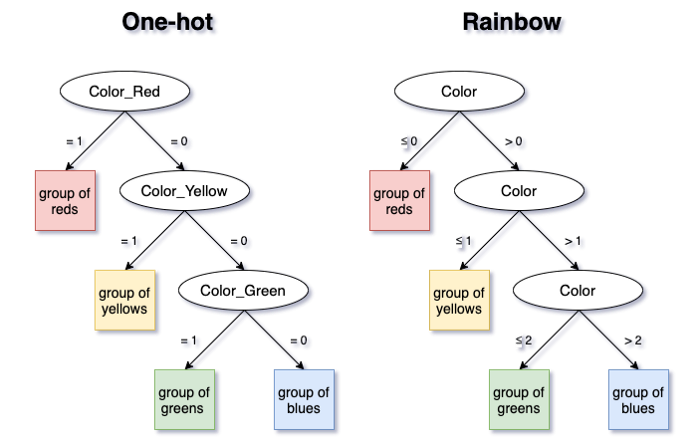 One-hot
Rainbow
Color_Red
= 1
= 0
group of
reds
Color_Yellow
= 1
= 0
group of
yellows
Color_Green
= 1
= 0
group of
greens
group of
blues
Color
≤ 0
> 0
group of
reds
Color
≤ 1
> 1
group of
yellows
Color
≤ 2
> 2
group of
greens
group of
blues